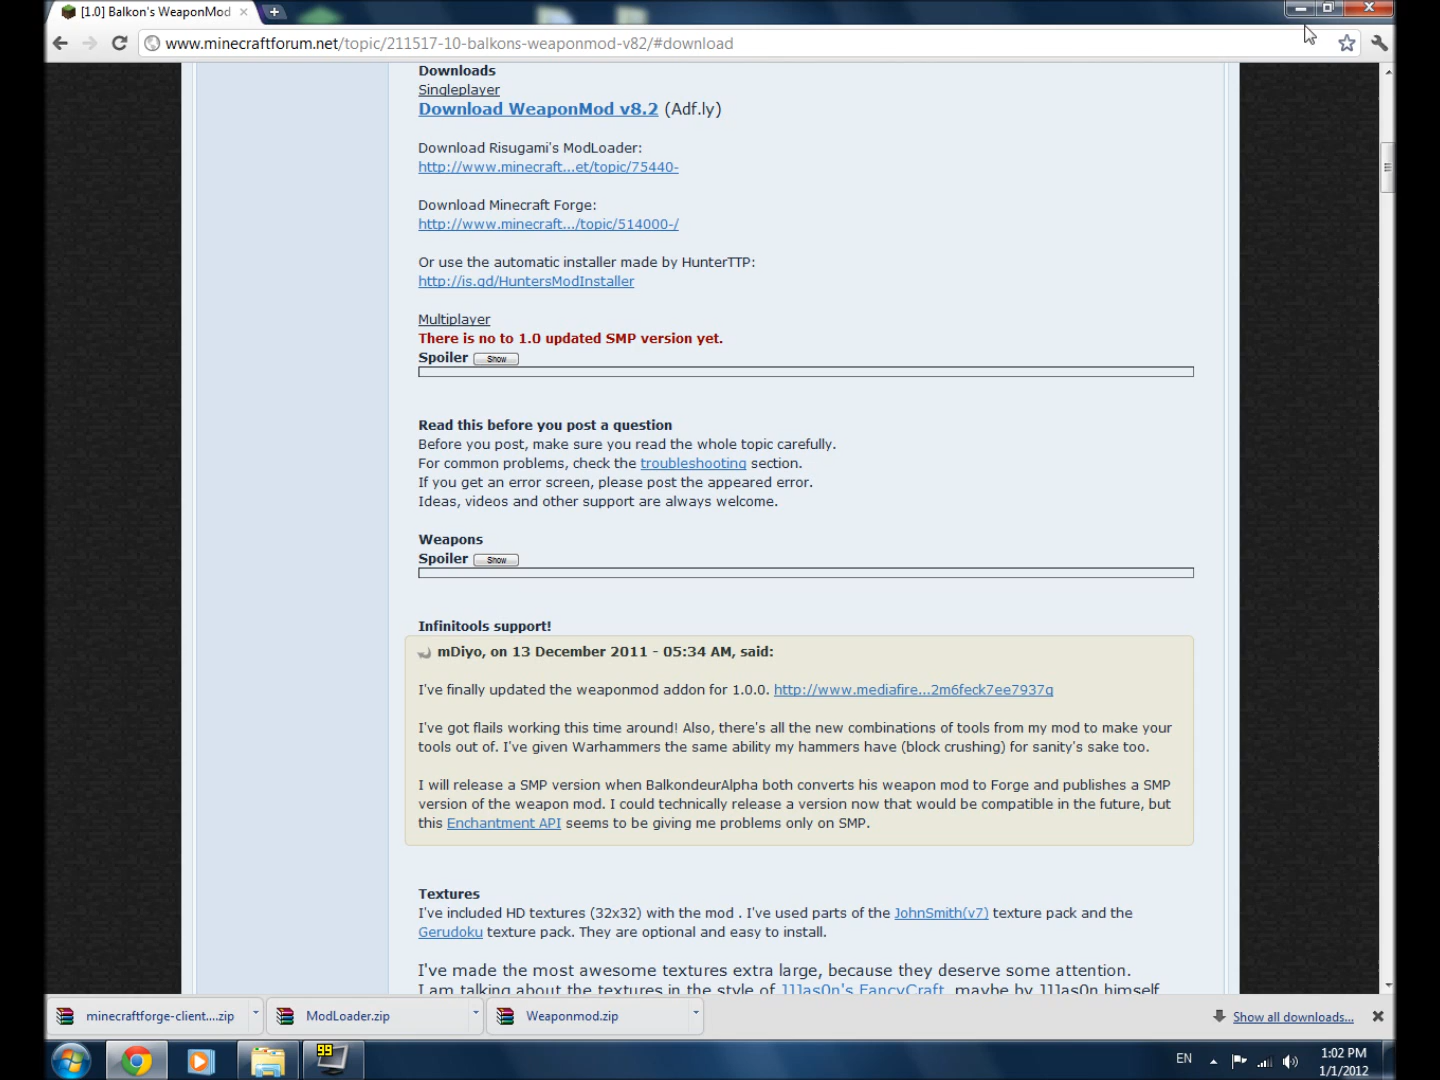 [1.0] Balkon's WeaponMod
www.minecraftforum.net/topic/211517-10-balkons-weaponmod-v82/#download
Downloads
Singleplayer
Download WeaponMod v8.2 (Adf.ly)
Download Risugami's ModLoader:
http://www.minecraft...et/topic/75440-
Download Minecraft Forge:
http://www.minecraft.../topic/514000-/
Or use the automatic installer made by HunterTTP:
http://is.gd/HuntersModInstaller
Multiplayer
There is no to 1.0 updated SMP version yet.
Spoiler Show
Read this before you post a question
Before you post, make sure you read the whole topic carefully.
For common problems, check the troubleshooting section.
If you get an error screen, please post the appeared error.
Ideas, videos and other support are always welcome.
Weapons
Spoiler Show
Infinitools support!
mDiyo, on 13 December 2011 - 05:34 AM, said:
I've finally updated the weaponmod addon for 1.0.0. http://www.mediafire...2m6feck7ee7937q
I've got flails working this time around! Also, there's all the new combinations of tools from my mod to make your
tools out of. I've given Warhammers the same ability my hammers have (block crushing) for sanity's sake too.
I will release a SMP version when BalkondeurAlpha both converts his weapon mod to Forge and publishes a SMP
version of the weapon mod. I could technically release a version now that would be compatible in the future, but
this Enchantment API seems to be giving me problems only on SMP.
Textures
I've included HD textures (32x32) with the mod . I've used parts of the JohnSmith(v7) texture pack and the
Gerudoku texture pack. They are optional and easy to install.
I've made the most awesome textures extra large, because they deserve some attention.
I am talking about the textures in the style of JJJas0n's FancyCraft, maybe by JJJas0n himself
minecraftforge-client....zip
ModLoader.zip
Weaponmod.zip
Show all downloads...
99
EN
1:02 PM
1/1/2012